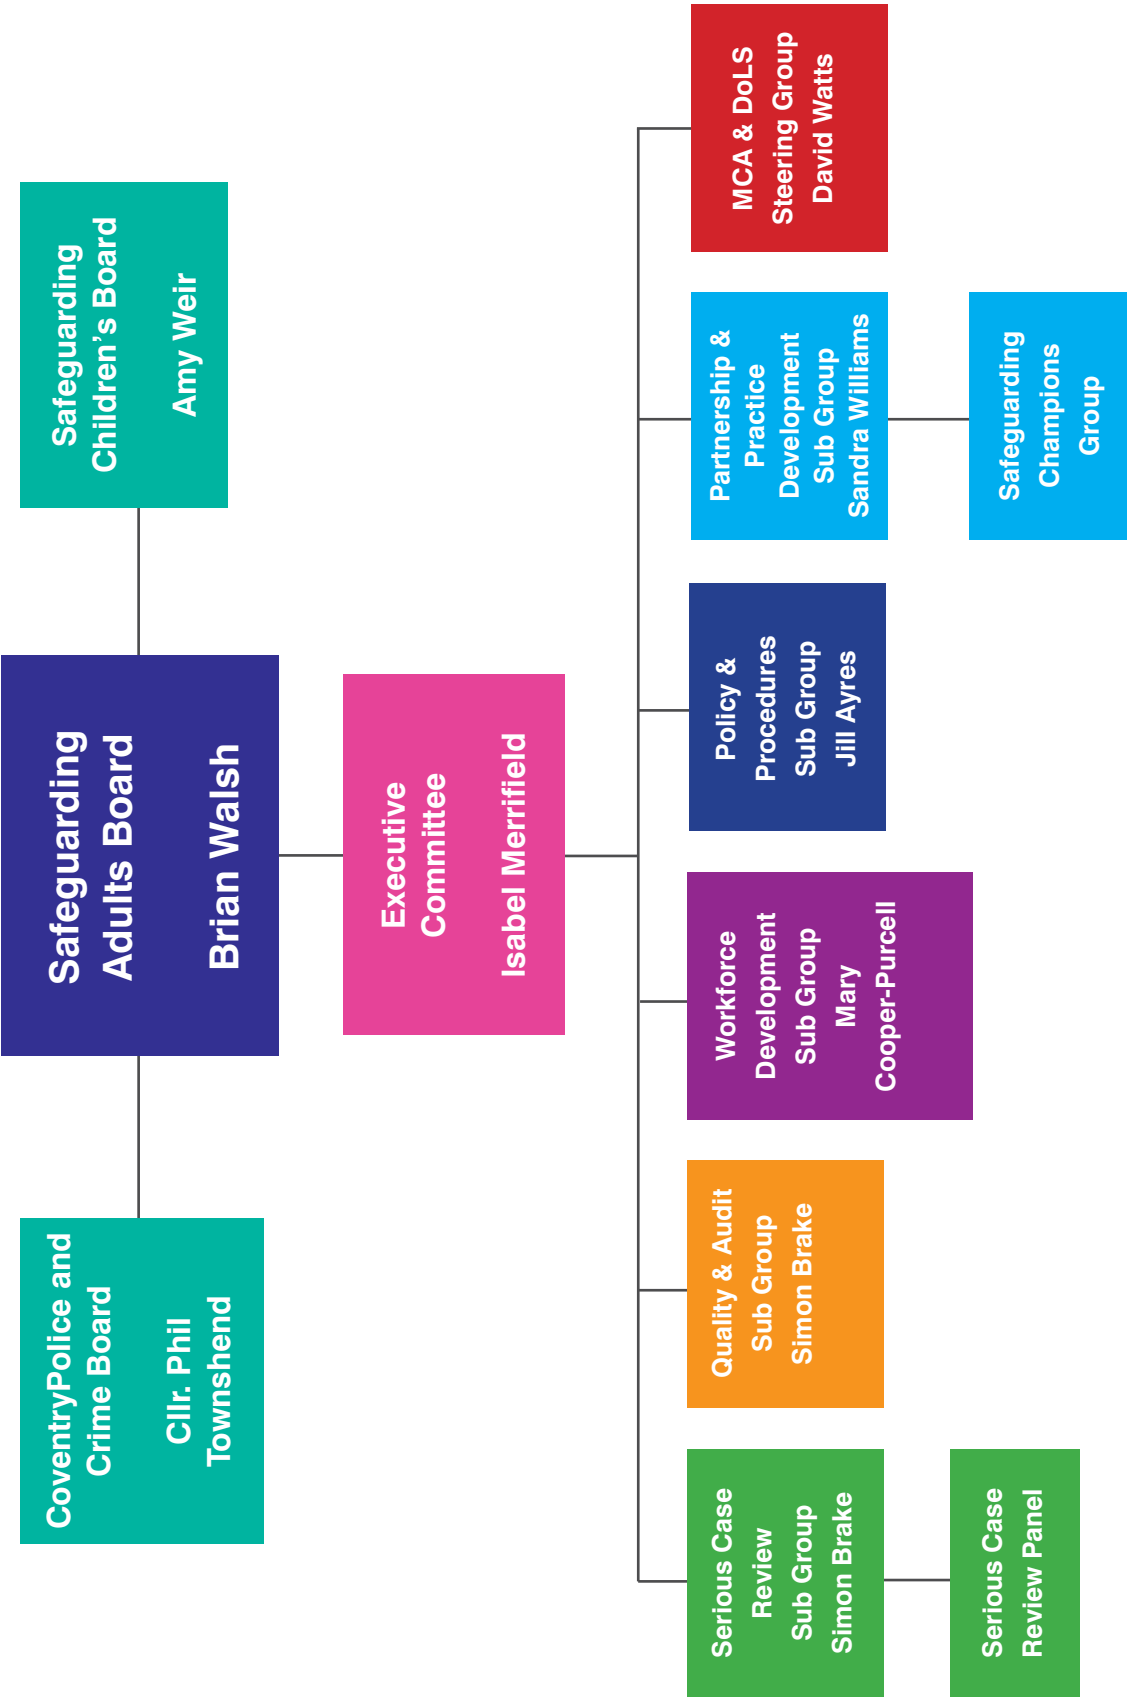 CoventryPolice and
Crime Board
Cllr. Phil
Townshend
Safeguarding
Adults Board
Brian Walsh
Safeguarding
Children’s Board
Amy Weir
Executive
Committee
Isabel Merrifield
Serious Case
Review
Sub Group
Simon Brake
Quality & Audit
Sub Group
Simon Brake
Workforce
Development
Sub Group
Mary
Cooper-Purcell
Policy &
Procedures
Sub Group
Jill Ayres
Partnership &
Practice
Development
Sub Group
Sandra Williams
MCA & DoLS
Steering Group
David Watts
Serious Case
Review Panel
Safeguarding
Champions
Group